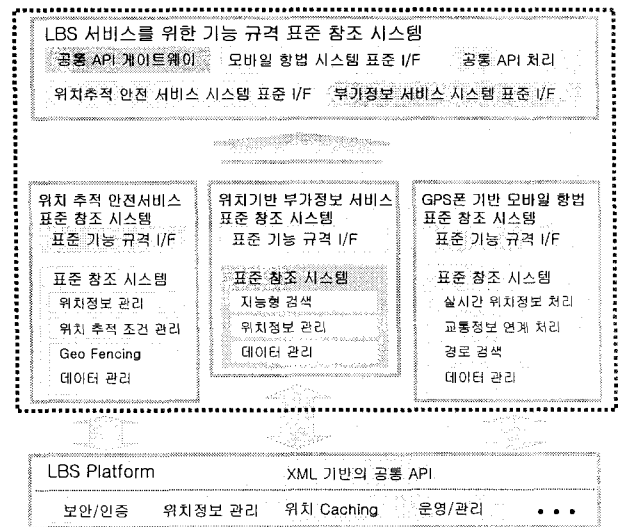 LBS 서비스를 위한 기능 규격 표준 참조 시스템
공통 API 게이트웨이 모바일 항법 시스템 표준 I/F 공통 API 처리
위치추적 안전 서비스 시스템 표준 I/F 부가정보 서비스 시스템 표준 I/F
위치 추적 안전서비스
표준 참조 시스템
표준 기능 규격 I/F
표준 참조 시스템
위치정보 관리
위치 추적 조건 관리
Geo Fencing
데이터 관리
위치기반 부가정보 서비스
표준 참조 시스템
표준 기능 규격 I/F
표준 참조 시스템
지능형 검색
위치정보 관리
데이터 관리
GPS폰 기반 모바일 항법
표준 참조 시스템
표준 기능 규격 I/F
표준 참조 시스템
실시간 위치정보 처리
교통정보 연계 처리
경로 검색
데이터 관리
LBS Platform XML 기반의 공통 API
보안/인증 위치정보 관리 위치 Caching 운영/관리 • • •